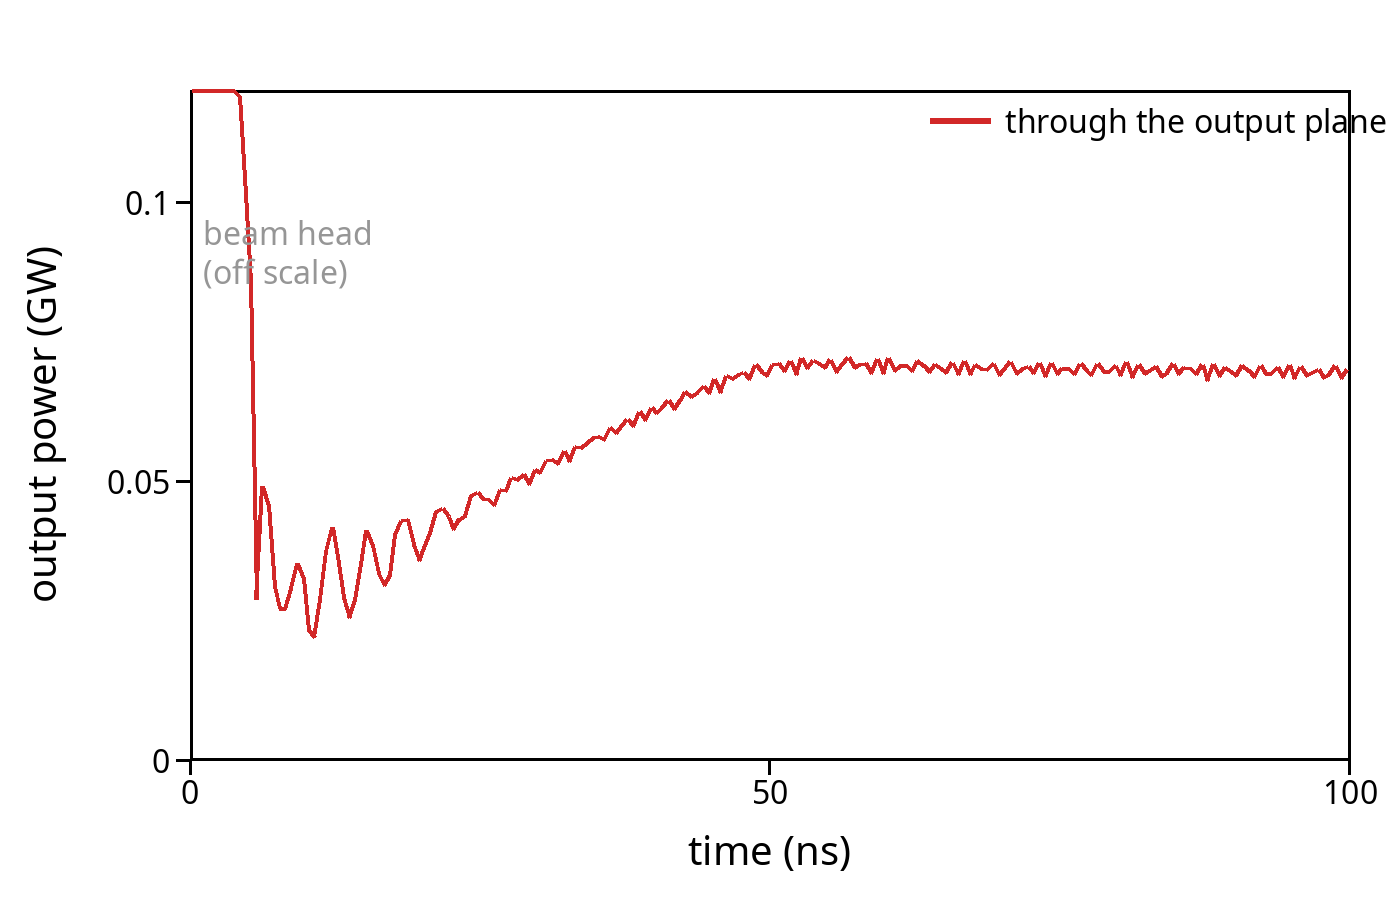 through the output plane
beam head
(off scale)
output power (GW)
0.1
0.05
0
0
50
100
time (ns)